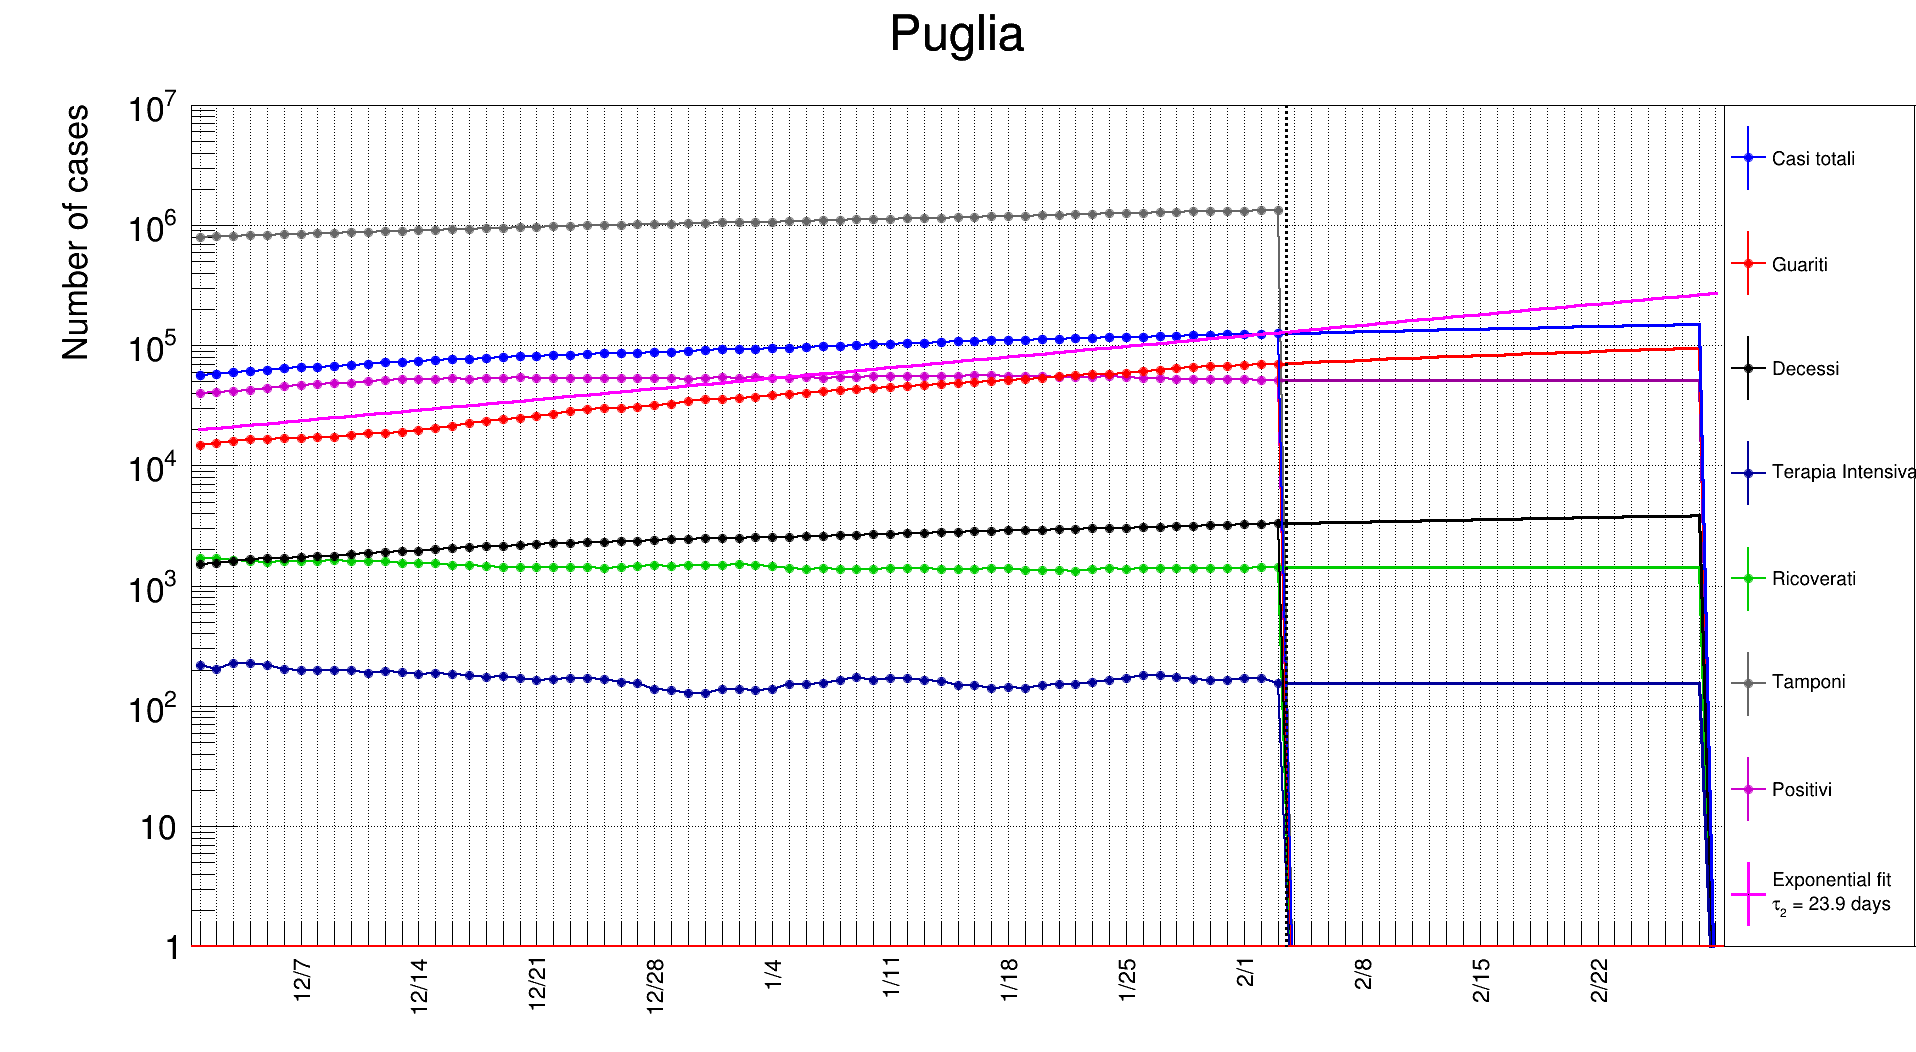 Puglia
Number of cases
10^7
10^6
10^5
10^4
10^3
10^2
10
1
12/7
12/14
12/21
12/28
1/4
1/11
1/18
1/25
2/1
2/8
2/15
2/22
Casi totali
Guariti
Decessi
Terapia Intensiva
Ricoverati
Tamponi
Positivi
Exponential fit
τ₂ = 23.9 days